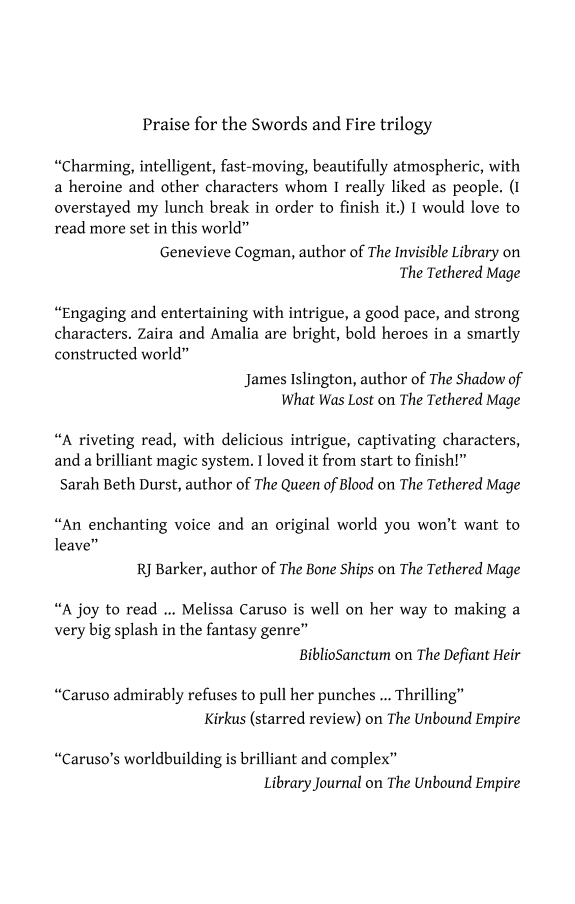 Praise for the Swords and Fire trilogy
“Charming, intelligent, fast-moving, beautifully atmospheric, with
a heroine and other characters whom I really liked as people. (I
overstayed my lunch break in order to finish it.) I would love to
read more set in this world”
Genevieve Cogman, author of The Invisible Library on
The Tethered Mage
“Engaging and entertaining with intrigue, a good pace, and strong
characters. Zaira and Amalia are bright, bold heroes in a smartly
constructed world”
James Islington, author of The Shadow of
What Was Lost on The Tethered Mage
“A riveting read, with delicious intrigue, captivating characters,
and a brilliant magic system. I loved it from start to finish!”
Sarah Beth Durst, author of The Queen of Blood on The Tethered Mage
“An enchanting voice and an original world you won’t want to
leave”
RJ Barker, author of The Bone Ships on The Tethered Mage
“A joy to read ... Melissa Caruso is well on her way to making a
very big splash in the fantasy genre”
BiblioSanctum on The Defiant Heir
“Caruso admirably refuses to pull her punches ... Thrilling”
Kirkus (starred review) on The Unbound Empire
“Caruso’s worldbuilding is brilliant and complex”
Library Journal on The Unbound Empire